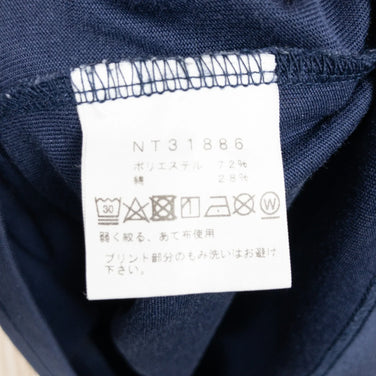 NT31886
ポリエステル 72%
綿 28%
30 W
弱く絞る、あて布使用
プリント部分のもみ洗いはお避け
下さい。